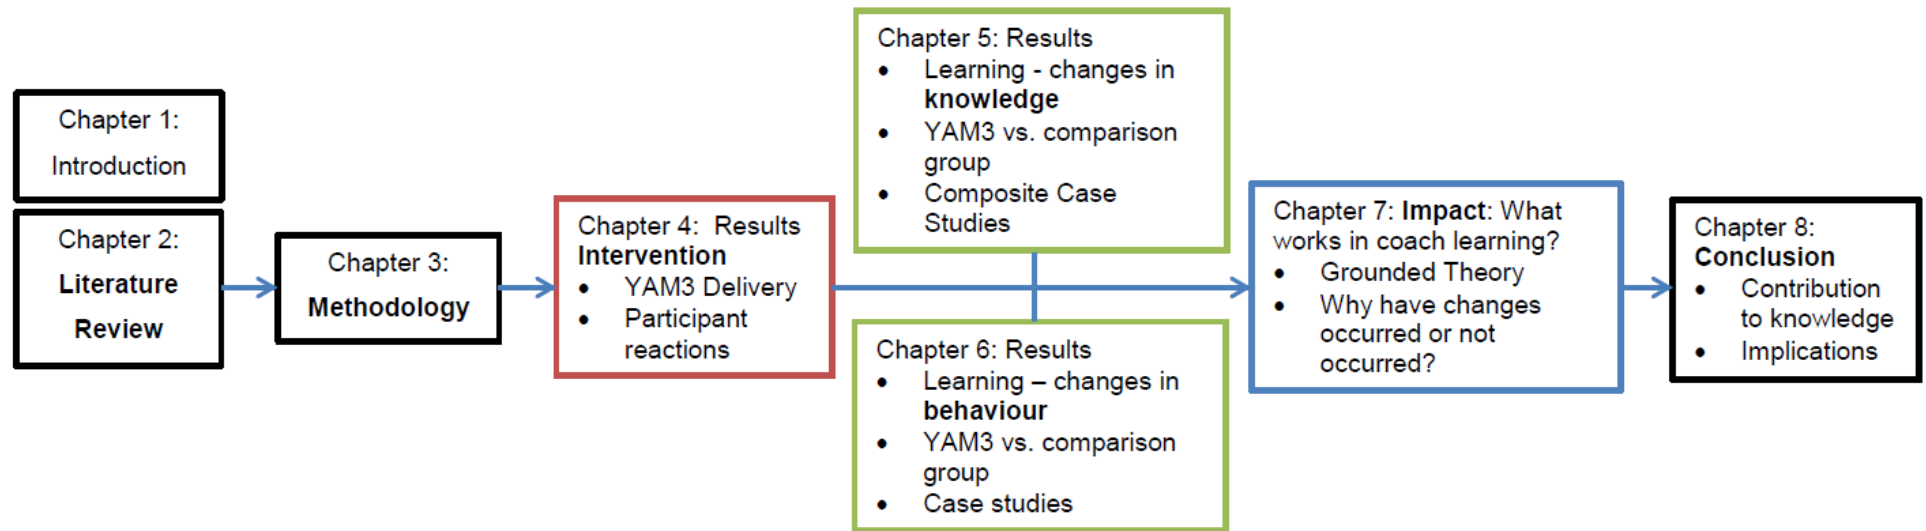 Chapter 1:
Introduction
Chapter 2:
Literature
Review
Chapter 3:
Methodology
Chapter 4:  Results
Intervention
• YAM3 Delivery
• Participant
reactions
Chapter 5: Results
• Learning - changes in
knowledge
• YAM3 vs. comparison
group
• Composite Case
Studies
Chapter 6: Results
• Learning – changes in
behaviour
• YAM3 vs. comparison
group
• Case studies
Chapter 7: Impact: What
works in coach learning?
• Grounded Theory
• Why have changes
occurred or not
occurred?
Chapter 8:
Conclusion
• Contribution
to knowledge
• Implications